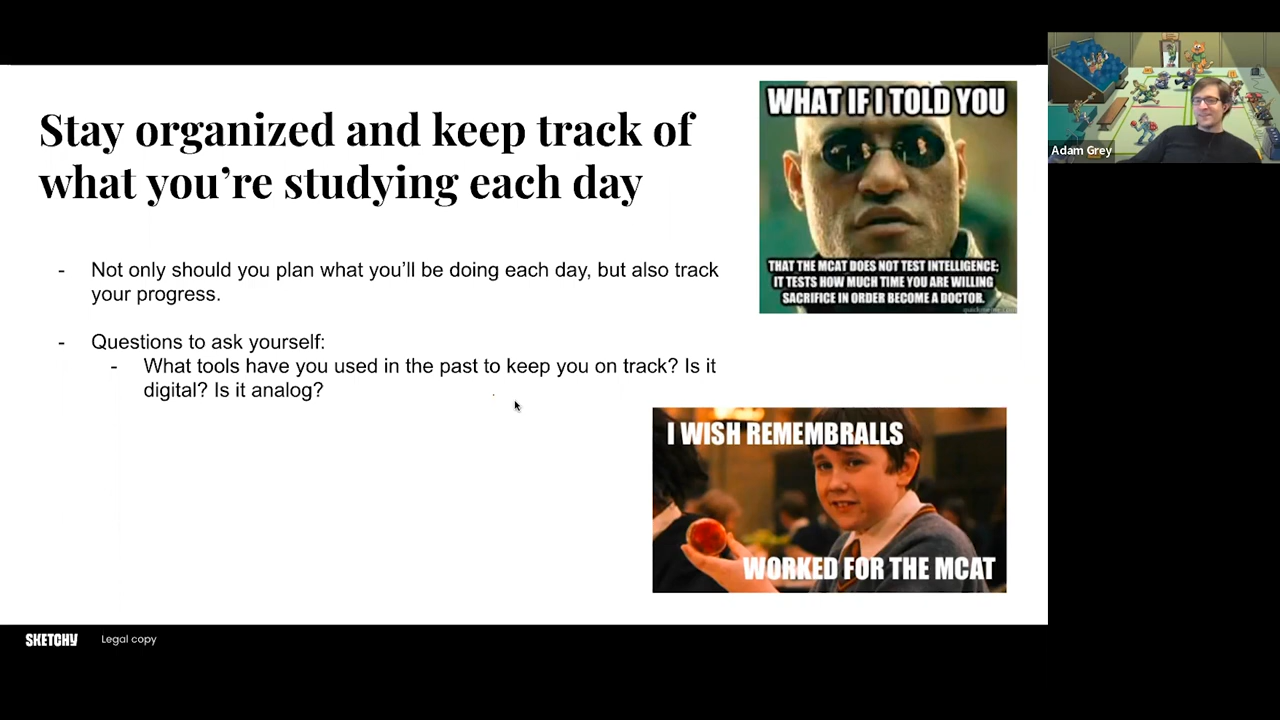 Stay organized and keep track of
what you're studying each day
- Not only should you plan what you'll be doing each day, but also track
your progress.
- Questions to ask yourself:
- What tools have you used in the past to keep you on track? Is it
digital? Is it analog?
WHAT IF I TOLD YOU
THAT THE MCAT DOES NOT TEST INTELLIGENCE;
IT TESTS HOW MUCH TIME YOU ARE WILLING
SACRIFICE IN ORDER BECOME A DOCTOR.
I WISH REMEMBRALLS
WORKED FOR THE MCAT
Adam Grey
SKETCHY
Legal copy